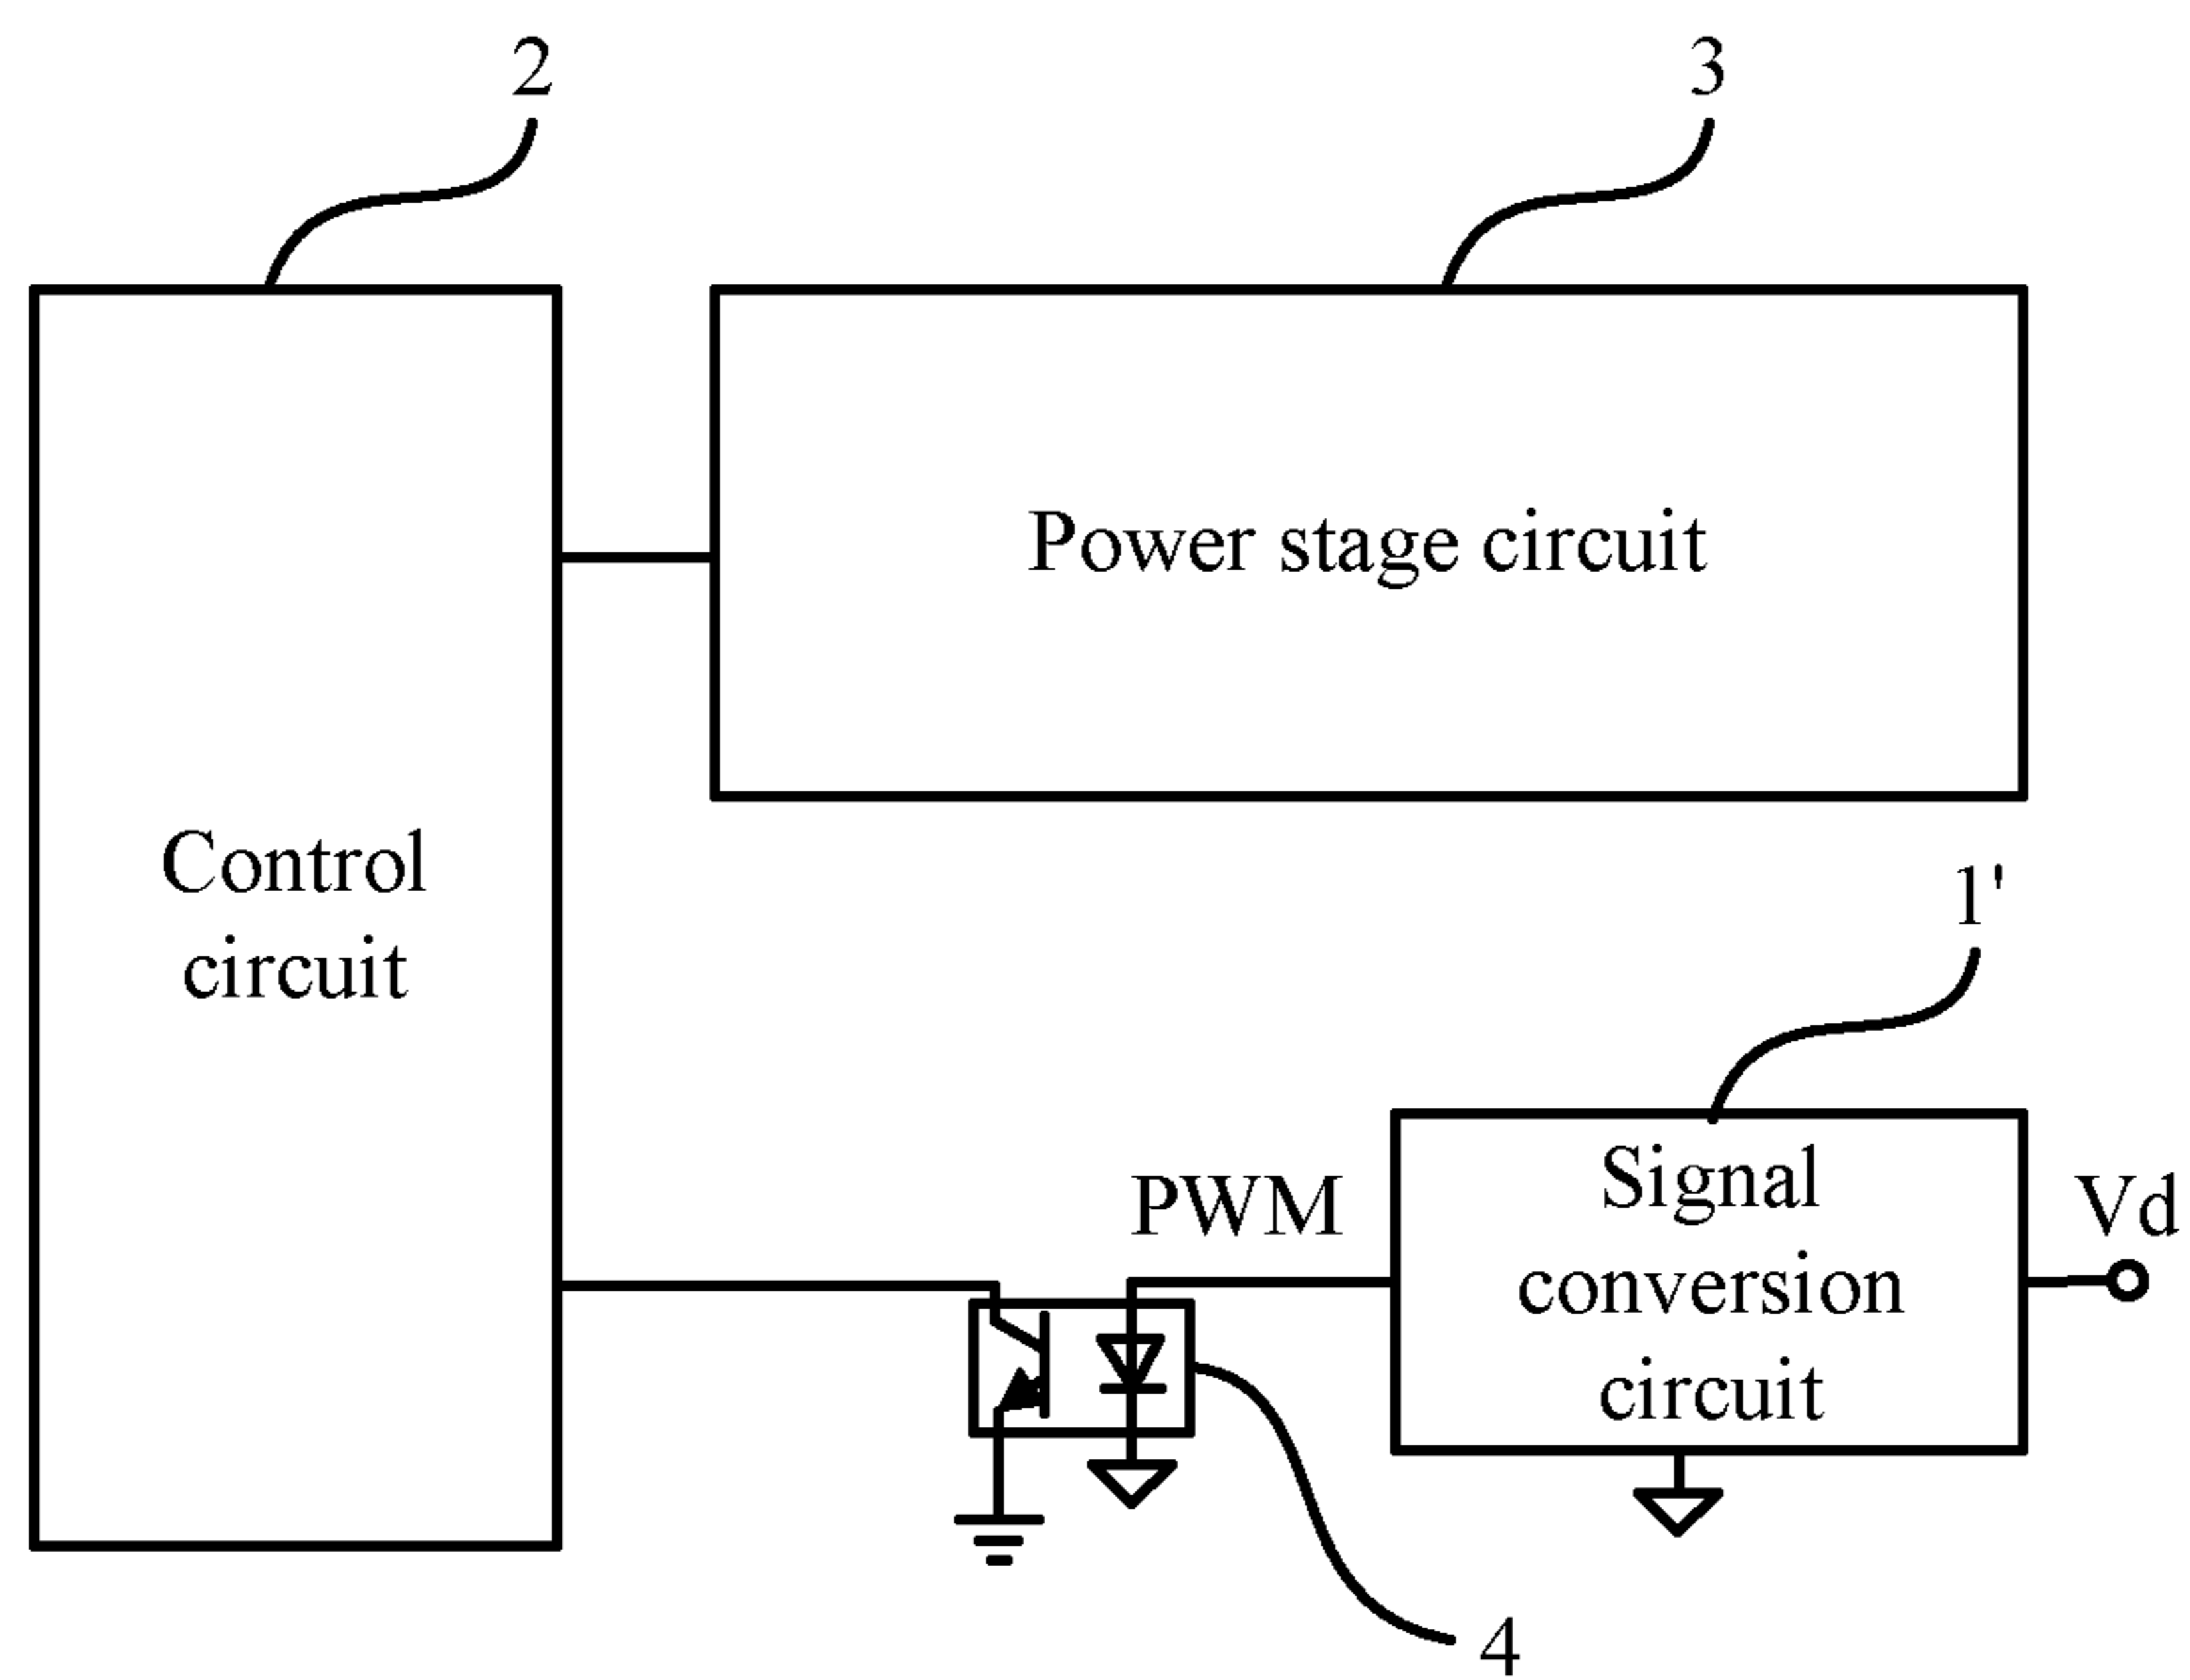 2
3
Power stage circuit
Control
circuit
1'
PWM
Signal
conversion
circuit
Vd
4